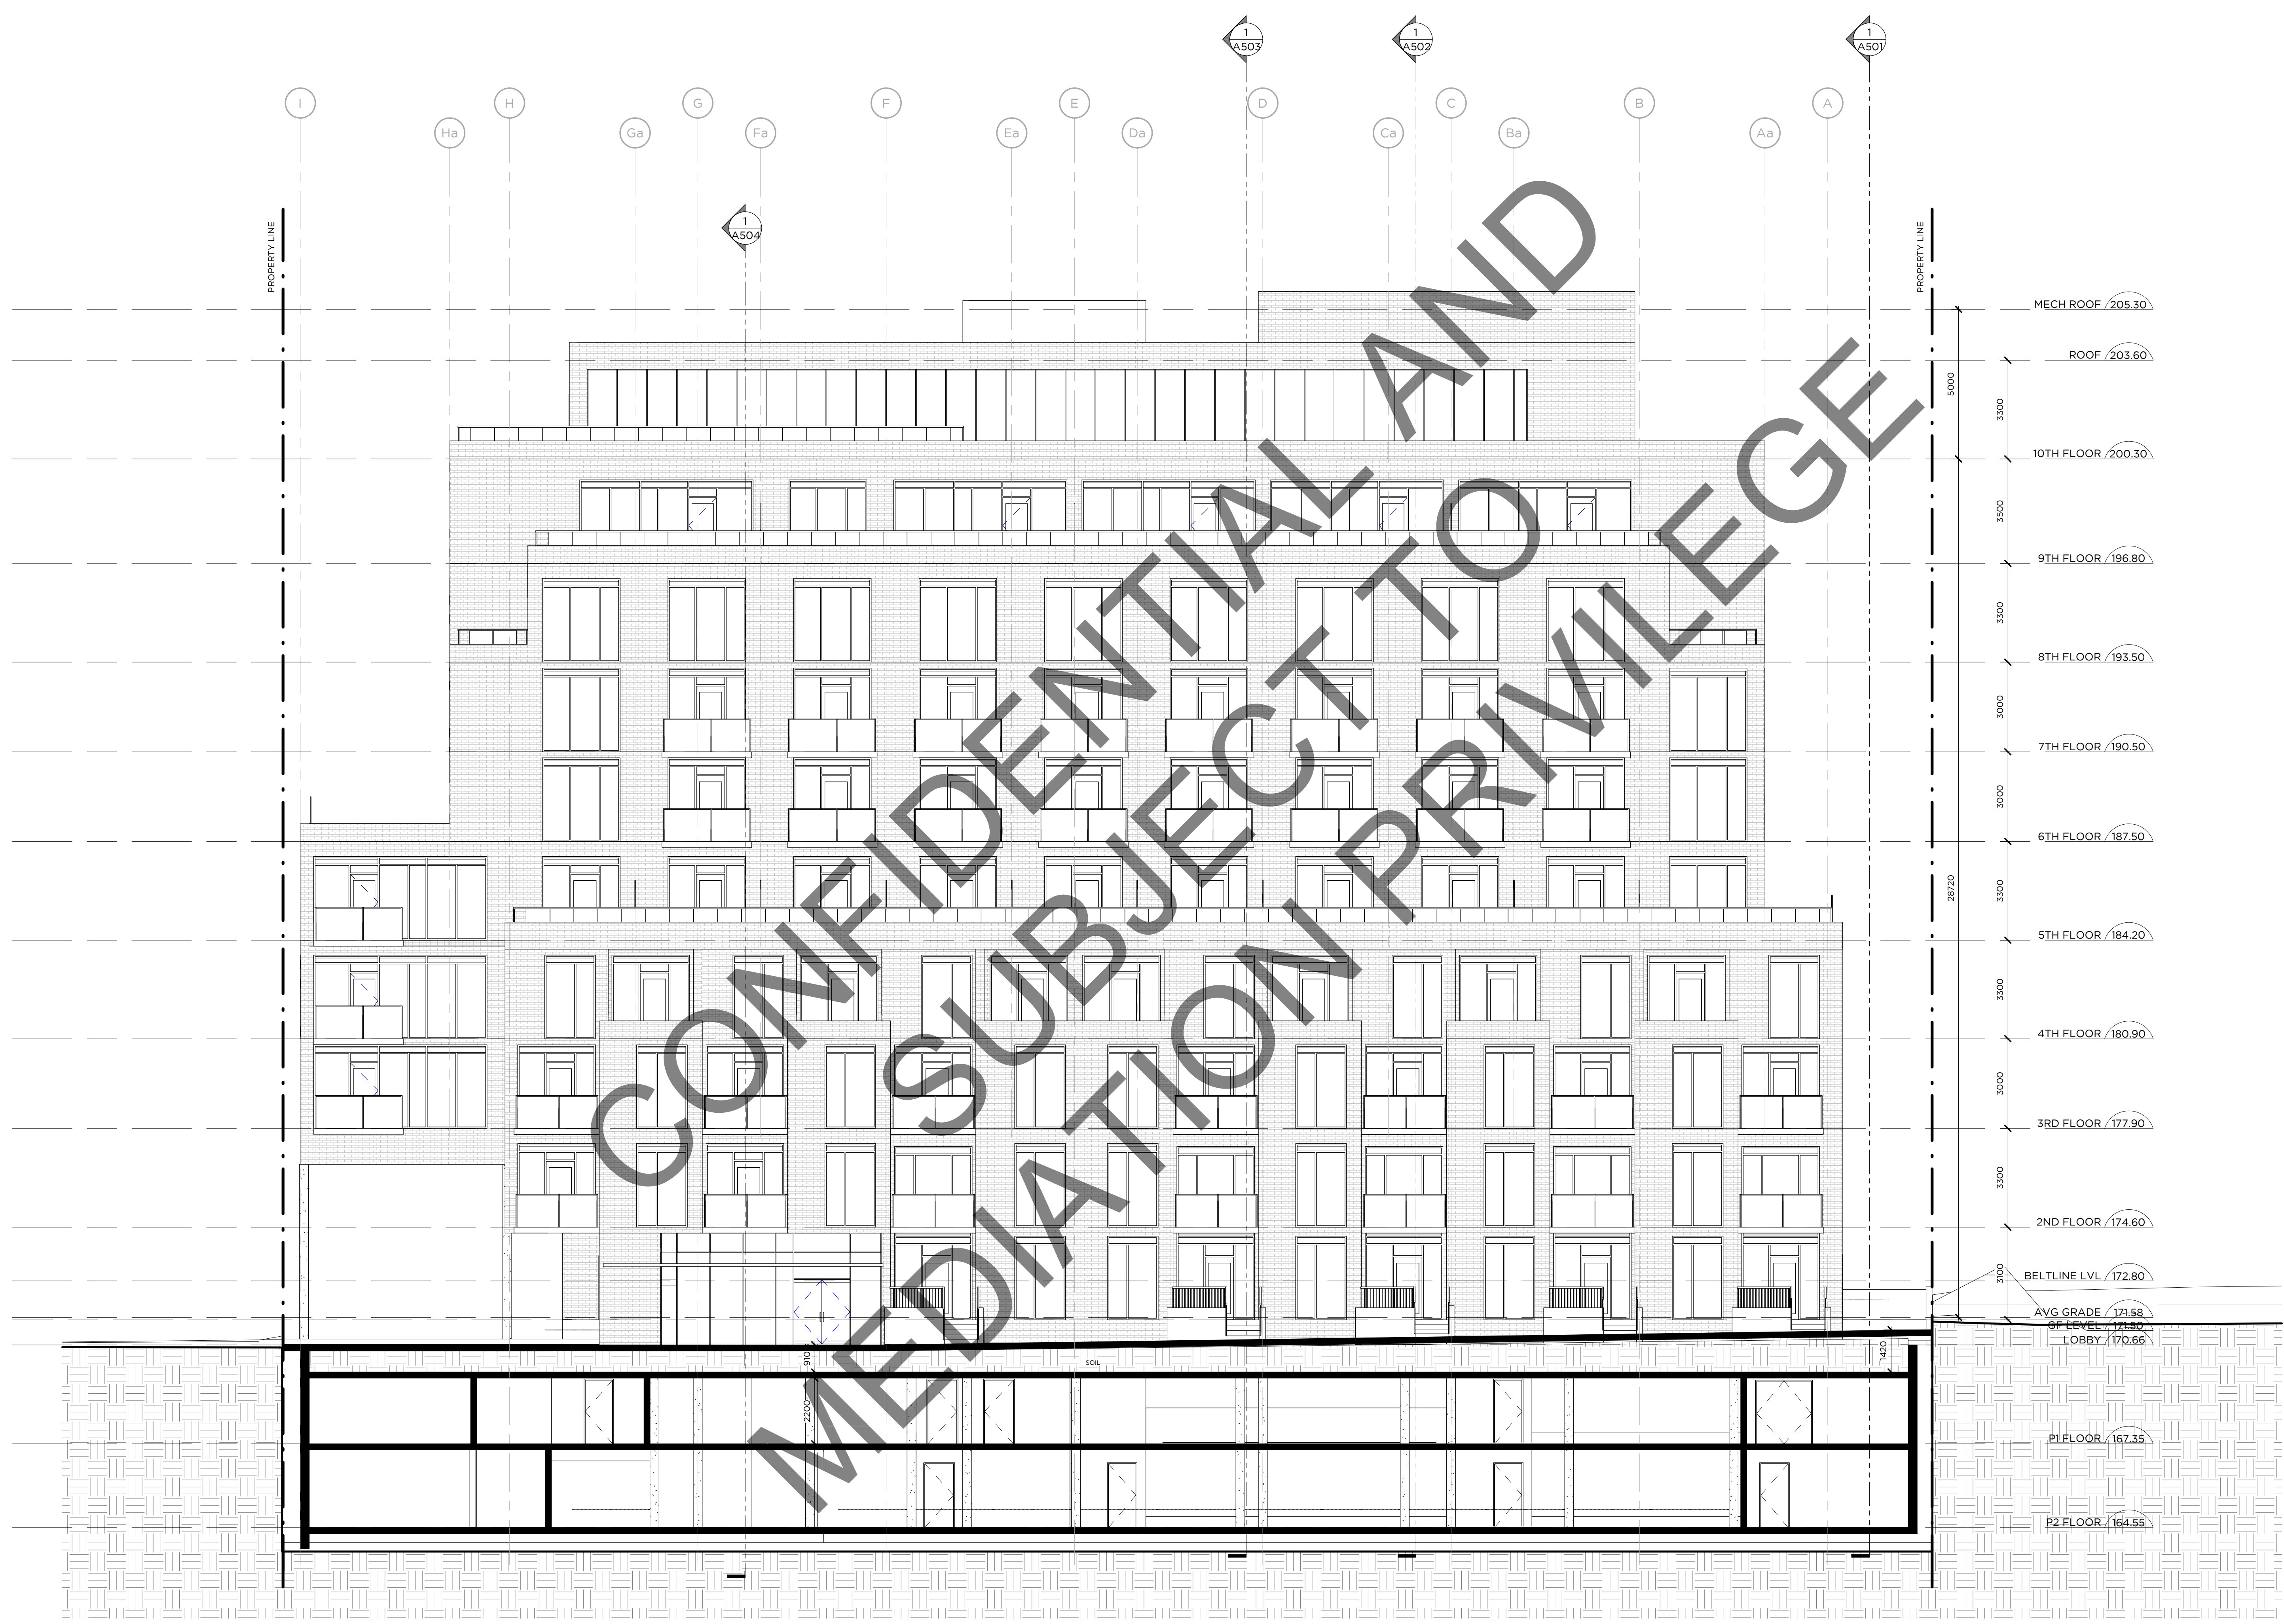 1
A503
1
A502
1
A501
I
H
G
F
E
D
C
B
A
Ha
Ga
Fa
Ea
Da
Ca
Ba
Aa
1
A504
PROPERTY LINE
PROPERTY LINE
CONFIDENTIAL AND
SUBJECT TO
MEDIATION PRIVILEGE
MECH ROOF 205.30
ROOF 203.60
5000
3300
10TH FLOOR 200.30
3500
9TH FLOOR 196.80
3300
8TH FLOOR 193.50
3000
7TH FLOOR 190.50
3000
6TH FLOOR 187.50
28720
3300
5TH FLOOR 184.20
3300
4TH FLOOR 180.90
3000
3RD FLOOR 177.90
3300
2ND FLOOR 174.60
3100
BELTLINE LVL 172.80
AVG GRADE 171.58
GF LEVEL 171.50
LOBBY 170.66
910
SOIL
1420
2200
P1 FLOOR 167.35
P2 FLOOR 164.55